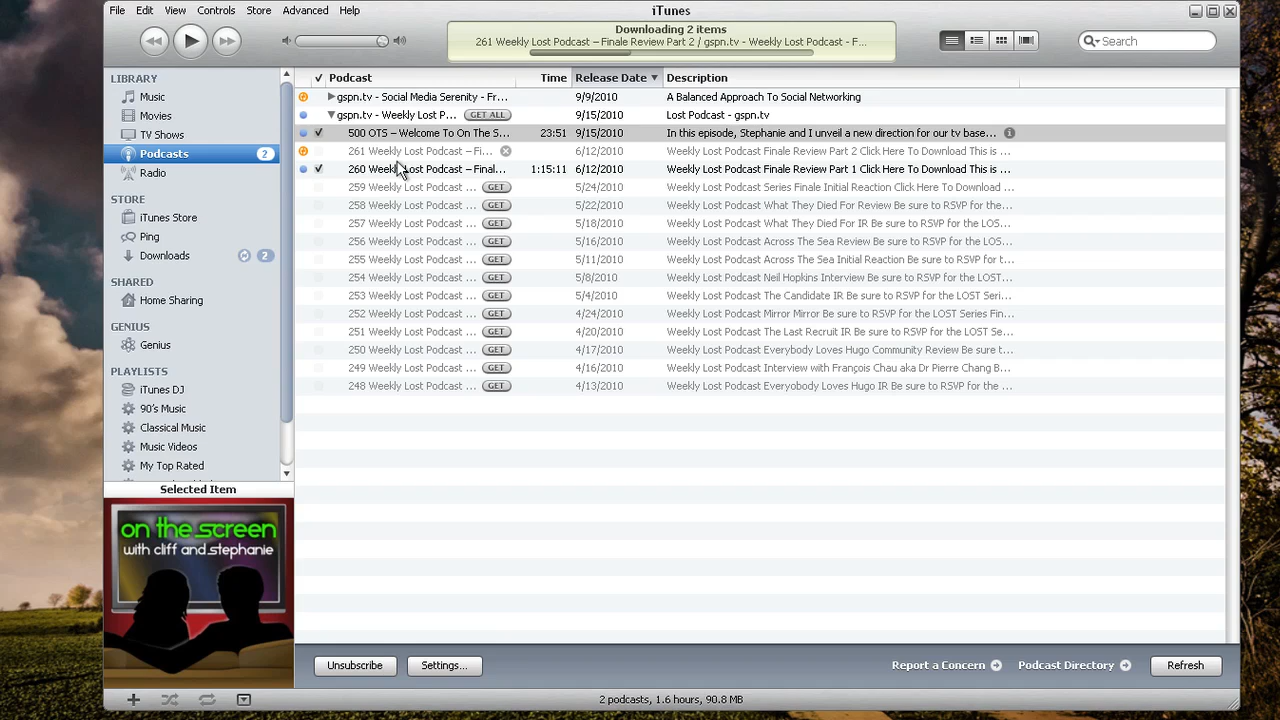 File Edit View Controls Store Advanced Help
iTunes
Downloading 2 items
261 Weekly Lost Podcast – Finale Review Part 2 / gspn.tv - Weekly Lost Podcast - F...
Search
LIBRARY
Music
Movies
TV Shows
Podcasts 2
Radio
STORE
iTunes Store
Ping
Downloads 2
SHARED
Home Sharing
GENIUS
Genius
PLAYLISTS
iTunes DJ
90's Music
Classical Music
Music Videos
My Top Rated
Selected Item
on the screen
with cliff and stephanie
Podcast Time Release Date Description
gspn.tv - Social Media Serenity - Fr... 9/9/2010 A Balanced Approach To Social Networking
gspn.tv - Weekly Lost P... GET ALL 9/15/2010 Lost Podcast - gspn.tv
500 OTS – Welcome To On The S... 23:51 9/15/2010 In this episode, Stephanie and I unveil a new direction for our tv base...
261 Weekly Lost Podcast – Fi... 6/12/2010 Weekly Lost Podcast Finale Review Part 2 Click Here To Download This is ...
260 Weekly Lost Podcast – Final... 1:15:11 6/12/2010 Weekly Lost Podcast Finale Review Part 1 Click Here To Download This is ...
259 Weekly Lost Podcast ... GET 5/24/2010 Weekly Lost Podcast Series Finale Initial Reaction Click Here To Download This is ...
258 Weekly Lost Podcast ... GET 5/22/2010 Weekly Lost Podcast What They Died For Review Be sure to RSVP for the L...
257 Weekly Lost Podcast ... GET 5/18/2010 Weekly Lost Podcast What They Died For IR Be sure to RSVP for the LOST...
256 Weekly Lost Podcast ... GET 5/16/2010 Weekly Lost Podcast Across The Sea Review Be sure to RSVP for the LOST...
255 Weekly Lost Podcast ... GET 5/11/2010 Weekly Lost Podcast Across The Sea Initial Reaction Be sure to RSVP for t...
254 Weekly Lost Podcast ... GET 5/8/2010 Weekly Lost Podcast Neil Hopkins Interview Be sure to RSVP for the LOST...
253 Weekly Lost Podcast ... GET 5/4/2010 Weekly Lost Podcast The Candidate IR Be sure to RSVP for the LOST Seri...
252 Weekly Lost Podcast ... GET 4/24/2010 Weekly Lost Podcast Mirror Mirror Be sure to RSVP for the LOST Series Fin...
251 Weekly Lost Podcast ... GET 4/20/2010 Weekly Lost Podcast The Last Recruit IR Be sure to RSVP for the LOST Se...
250 Weekly Lost Podcast ... GET 4/17/2010 Weekly Lost Podcast Everybody Loves Hugo Community Review Be sure t...
249 Weekly Lost Podcast ... GET 4/16/2010 Weekly Lost Podcast Interview with François Chau aka Dr Pierre Chang B...
248 Weekly Lost Podcast ... GET 4/13/2010 Weekly Lost Podcast Everyobody Loves Hugo IR Be sure to RSVP for the ...
Unsubscribe Settings... Report a Concern Podcast Directory Refresh
2 podcasts, 1.6 hours, 90.8 MB